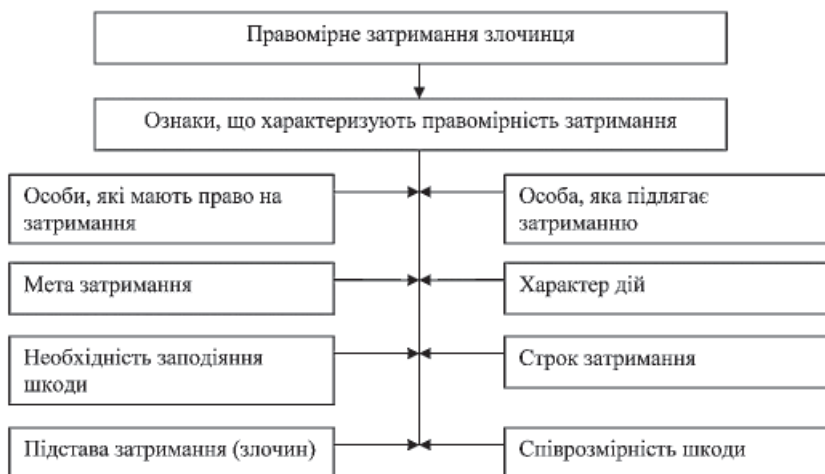 Правомірне затримання злочинця
Ознаки, що характеризують правомірність затримання
Особи, які мають право на
затримання
Особа, яка підлягає
затриманню
Мета затримання
Характер дій
Необхідність заподіяння
шкоди
Строк затримання
Підстава затримання (злочин)
Співрозмірність шкоди